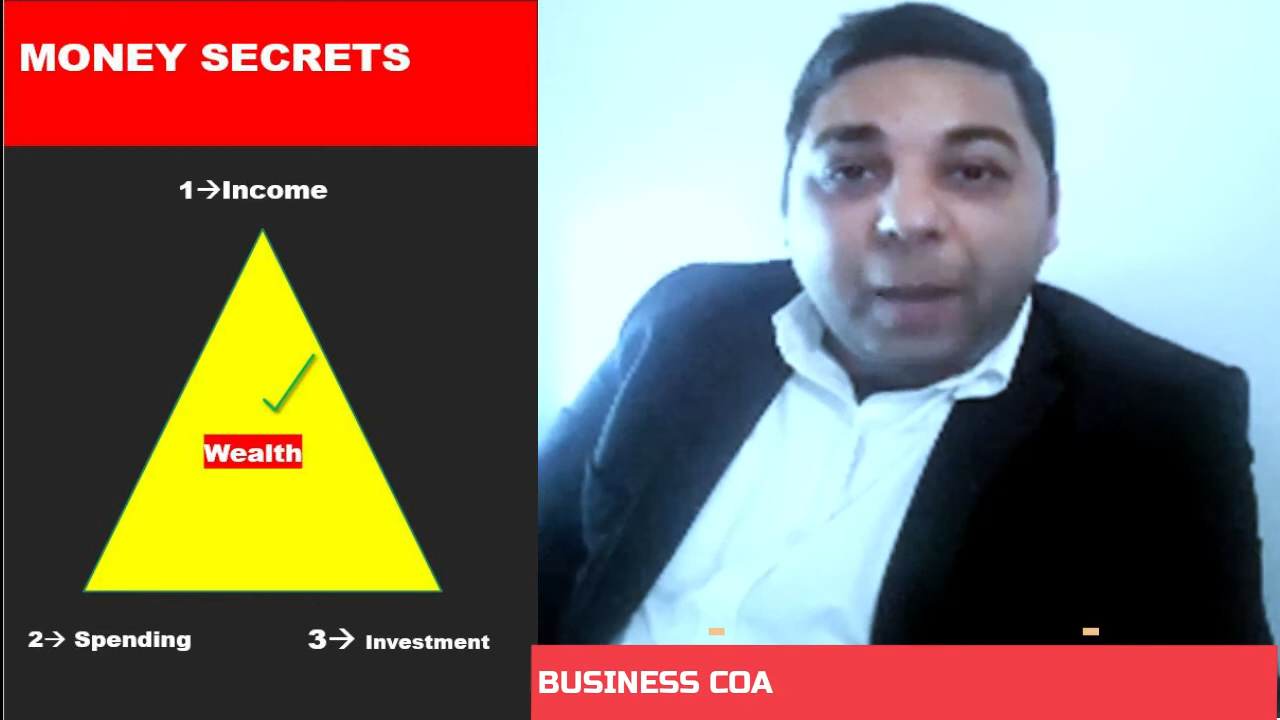 MONEY SECRETS
1→Income
Wealth
2→ Spending
3→ Investment
BUSINESS COA